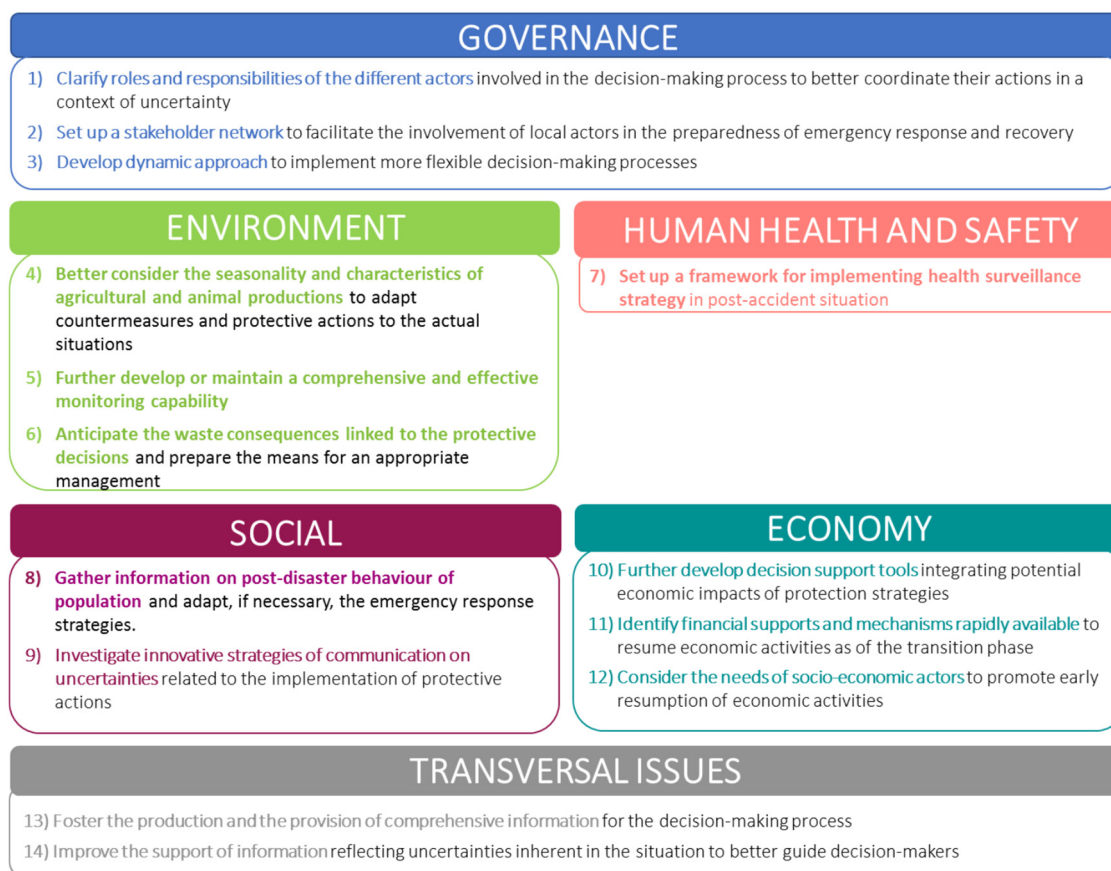 GOVERNANCE
1) Clarify roles and responsibilities of the different actors involved in the decision-making process to better coordinate their actions in a
context of uncertainty
2) Set up a stakeholder network to facilitate the involvement of local actors in the preparedness of emergency response and recovery
3) Develop dynamic approach to implement more flexible decision-making processes
ENVIRONMENT
4) Better consider the seasonality and characteristics of
agricultural and animal productions to adapt
countermeasures and protective actions to the actual
situations
5) Further develop or maintain a comprehensive and effective
monitoring capability
6) Anticipate the waste consequences linked to the protective
decisions and prepare the means for an appropriate
management
HUMAN HEALTH AND SAFETY
7) Set up a framework for implementing health surveillance
strategy in post-accident situation
SOCIAL
8) Gather information on post-disaster behaviour of
population and adapt, if necessary, the emergency response
strategies.
9) Investigate innovative strategies of communication on
uncertainties related to the implementation of protective
actions
ECONOMY
10) Further develop decision support tools integrating potential
economic impacts of protection strategies
11) Identify financial supports and mechanisms rapidly available to
resume economic activities as of the transition phase
12) Consider the needs of socio-economic actors to promote early
resumption of economic activities
TRANSVERSAL ISSUES
13) Foster the production and the provision of comprehensive information for the decision-making process
14) Improve the support of information reflecting uncertainties inherent in the situation to better guide decision-makers